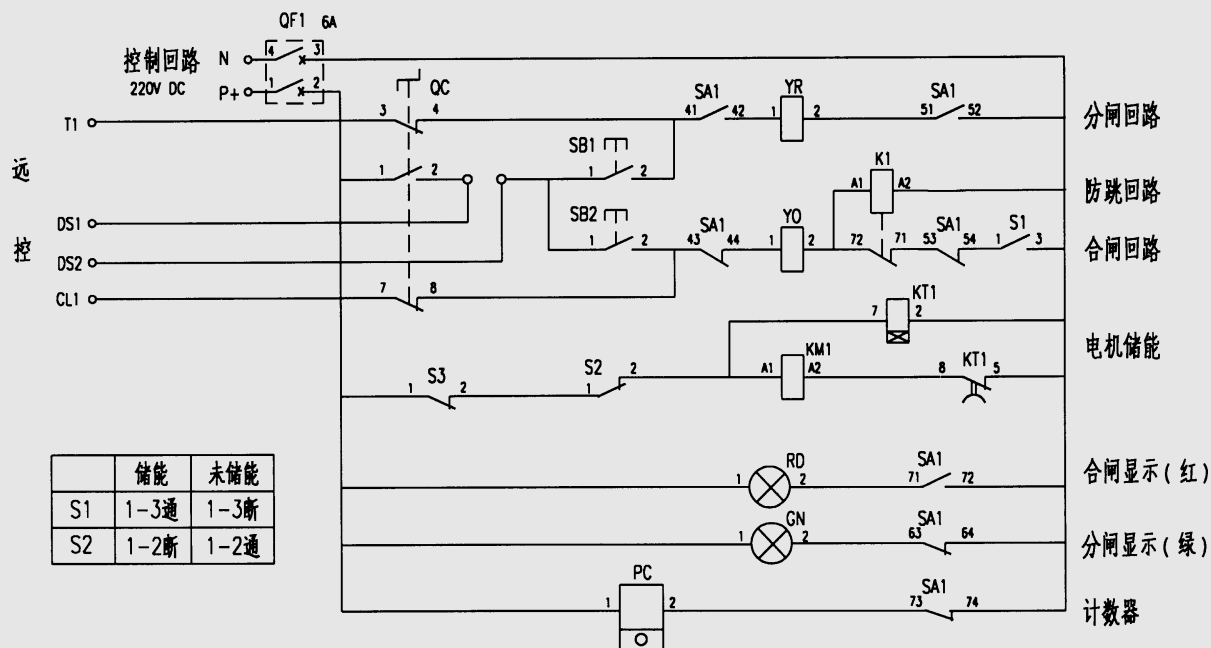 QF1 6A
控制回路 N 4 3
220V DC P+ 1 2
QC
T1 3 4
SA1 YR SA1
41 42 1 2 51 52
分闸回路
远
控
SB1
1 2 1 2
K1
A1 A2
防跳回路
DS1
SB2 SA1 YO SA1 S1
1 2 43 44 1 2 72 71 53 54 1 3
合闸回路
DS2
CL1 7 8
KT1
7 2
电机储能
S3 S2 KM1 KT1
1 2 1 2 A1 A2 8 5
储能 未储能
S1 1-3通 1-3断
S2 1-2断 1-2通
RD SA1
1 2 71 72
合闸显示(红)
GN SA1
1 2 63 64
分闸显示(绿)
PC SA1
1 2 73 74
计数器